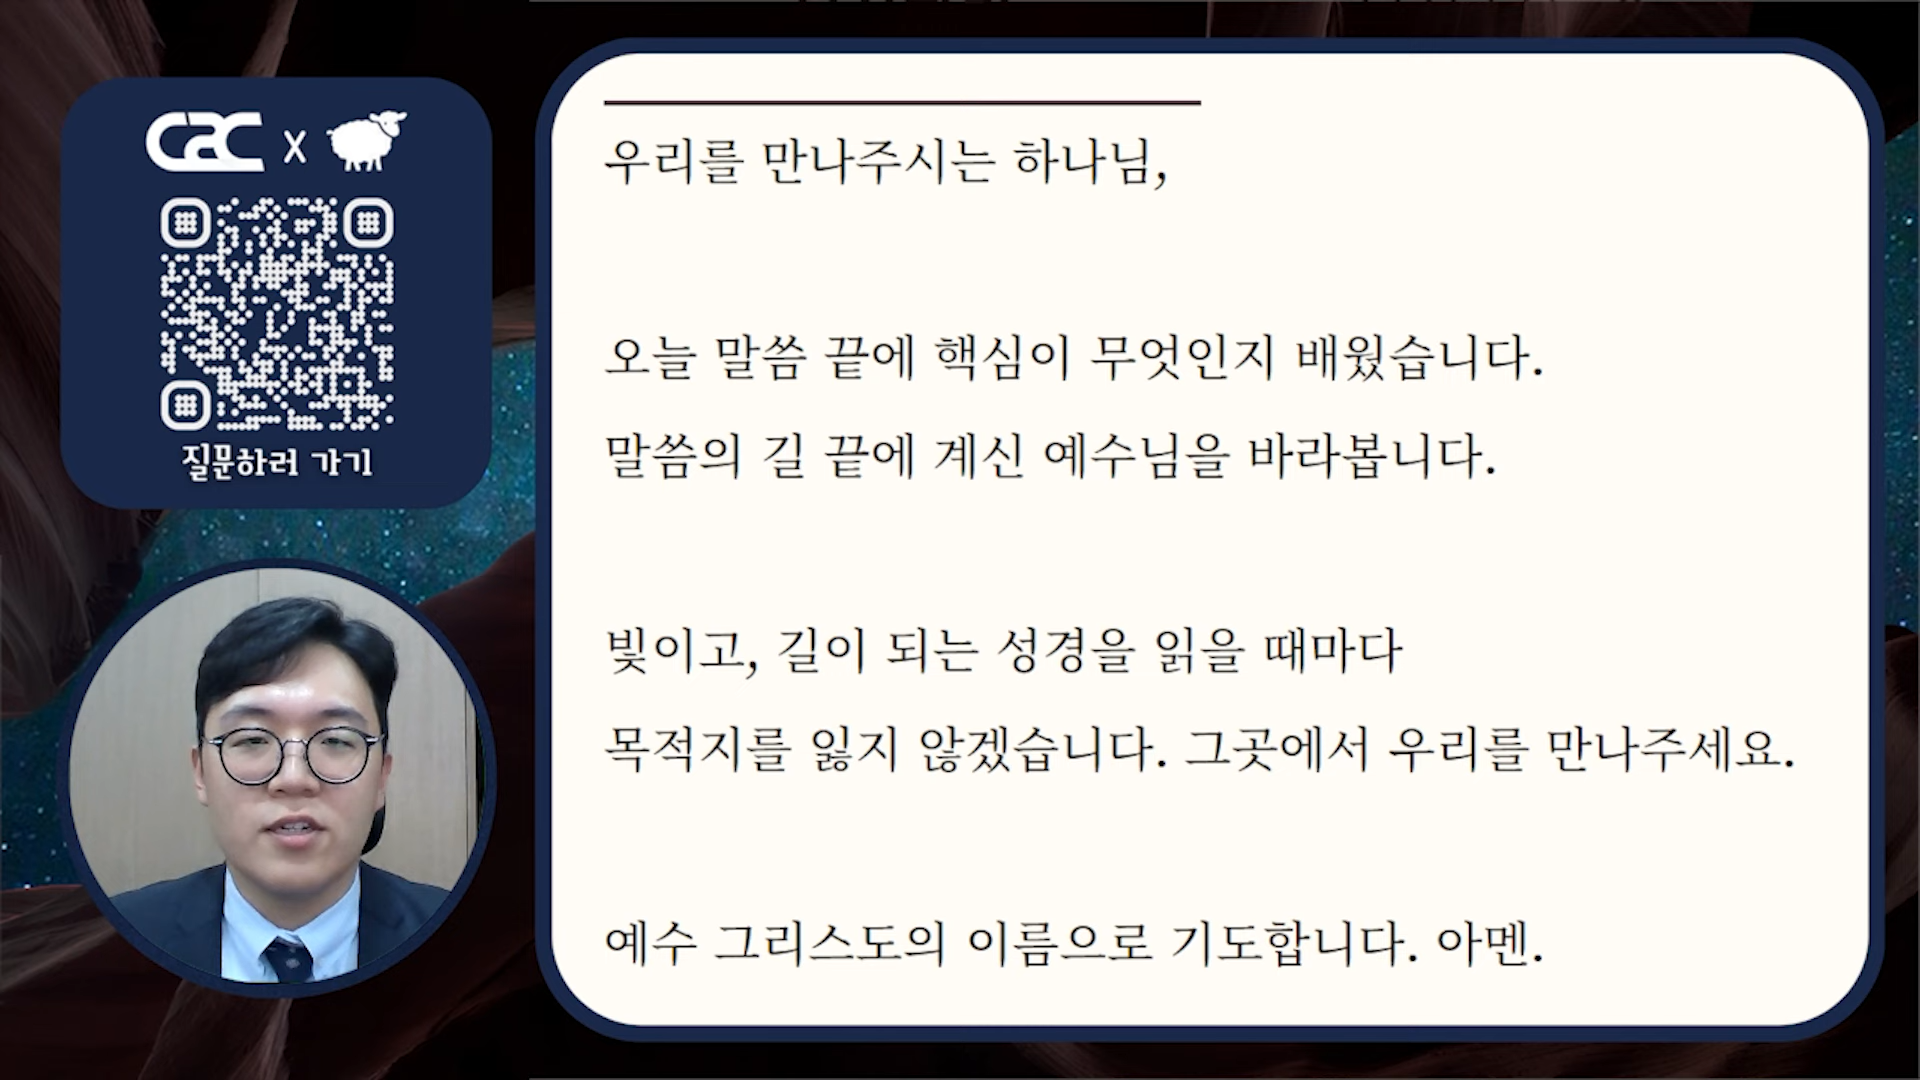 CAC X
질문하러 가기
우리를 만나주시는 하나님,
오늘 말씀 끝에 핵심이 무엇인지 배웠습니다.
말씀의 길 끝에 계신 예수님을 바라봅니다.
빛이고, 길이 되는 성경을 읽을 때마다
목적지를 잃지 않겠습니다. 그곳에서 우리를 만나주세요.
예수 그리스도의 이름으로 기도합니다. 아멘.